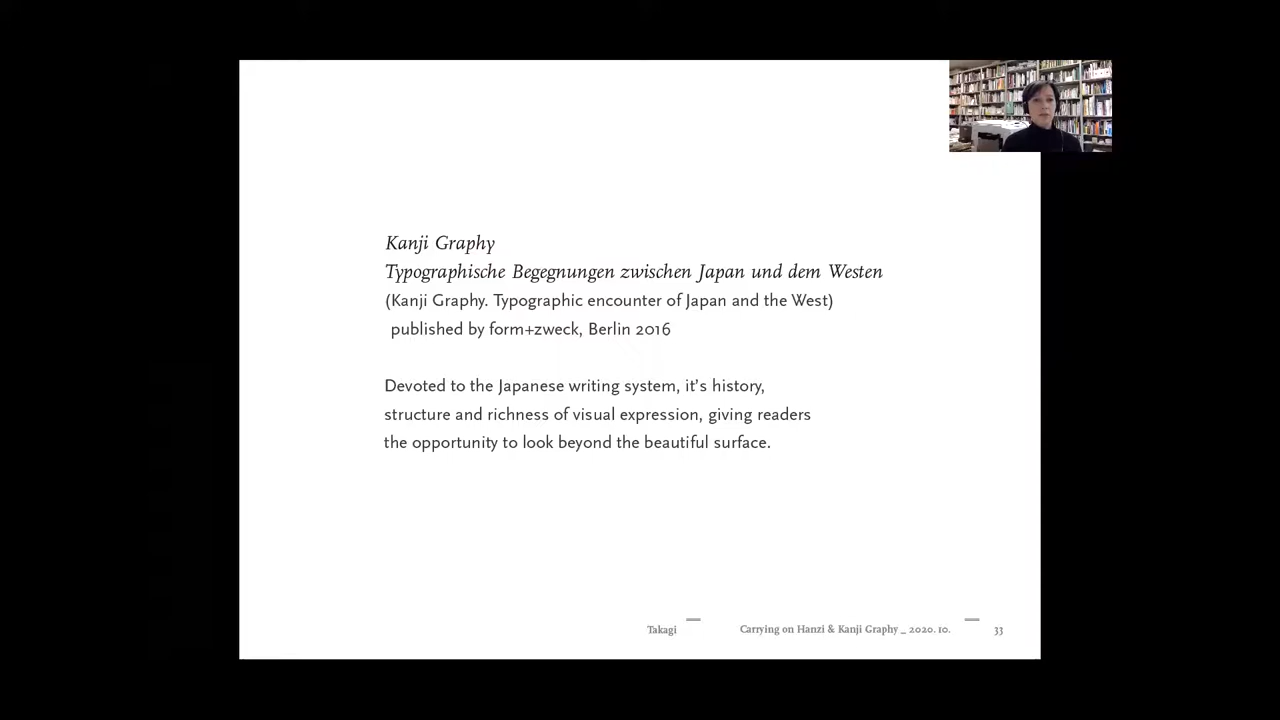 Kanji Graphy
Typographische Begegnungen zwischen Japan und dem Westen
(Kanji Graphy. Typographic encounter of Japan and the West)
published by form+zweck, Berlin 2016
Devoted to the Japanese writing system, it's history,
structure and richness of visual expression, giving readers
the opportunity to look beyond the beautiful surface.
Takagi — Carrying on Hanzi & Kanji Graphy _ 2020. 10. — 33